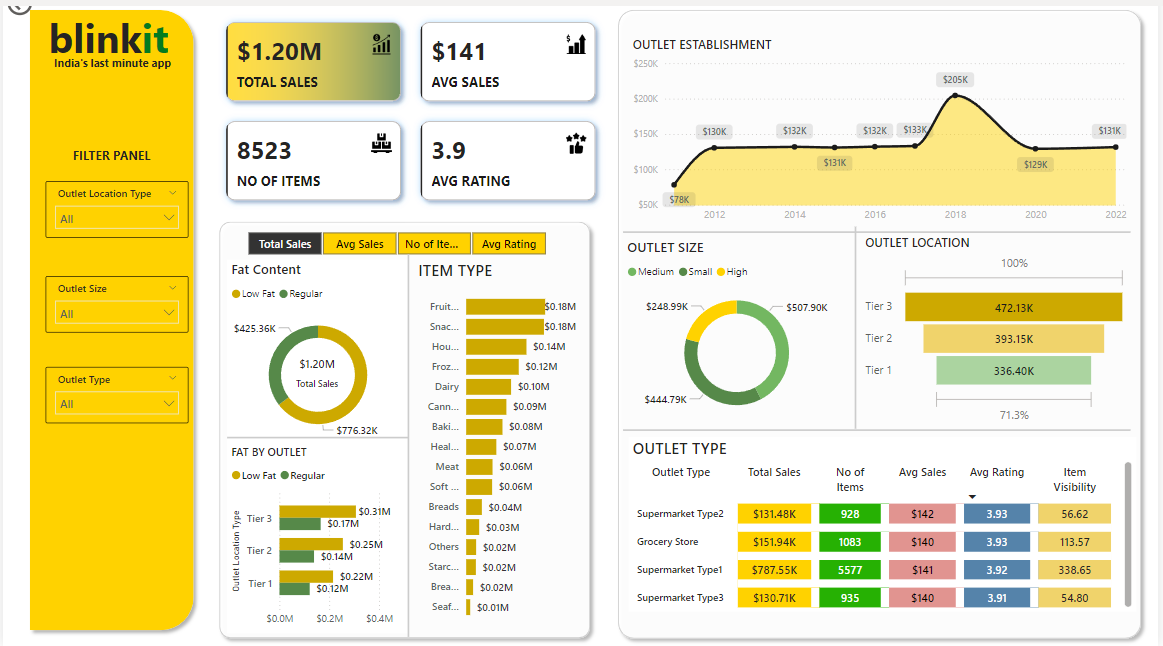 blinkit
India's last minute app
FILTER PANEL
Outlet Location Type
All
Outlet Size
All
Outlet Type
All
$1.20M
TOTAL SALES
$141
AVG SALES
8523
NO OF ITEMS
3.9
AVG RATING
Total Sales
Avg Sales
No of Ite...
Avg Rating
Fat Content
Low Fat
Regular
$425.36K
$1.20M
Total Sales
$776.32K
FAT BY OUTLET
Low Fat
Regular
Outlet Location Type
Tier 3
$0.31M
$0.17M
Tier 2
$0.25M
$0.14M
Tier 1
$0.22M
$0.12M
$0.0M $0.2M $0.4M
ITEM TYPE
Fruit... $0.18M
Snac... $0.18M
Hou... $0.14M
Froz... $0.12M
Dairy $0.10M
Cann... $0.09M
Baki... $0.08M
Heal... $0.07M
Meat $0.06M
Soft ... $0.06M
Breads $0.04M
Hard... $0.03M
Others $0.02M
Starc... $0.02M
Brea... $0.02M
Seaf... $0.01M
OUTLET ESTABLISHMENT
$250K
$200K
$150K
$100K
$50K
$78K
$130K
$132K
$131K
$132K
$133K
$205K
$129K
$131K
2012 2014 2016 2018 2020 2022
OUTLET SIZE
Medium Small High
$248.99K
$507.90K
$444.79K
OUTLET LOCATION
100%
Tier 3 472.13K
Tier 2 393.15K
Tier 1 336.40K
71.3%
OUTLET TYPE
Outlet Type Total Sales No of Items Avg Sales Avg Rating Item Visibility
Supermarket Type2 $131.48K 928 $142 3.93 56.62
Grocery Store $151.94K 1083 $140 3.93 113.57
Supermarket Type1 $787.55K 5577 $141 3.92 338.65
Supermarket Type3 $130.71K 935 $140 3.91 54.80